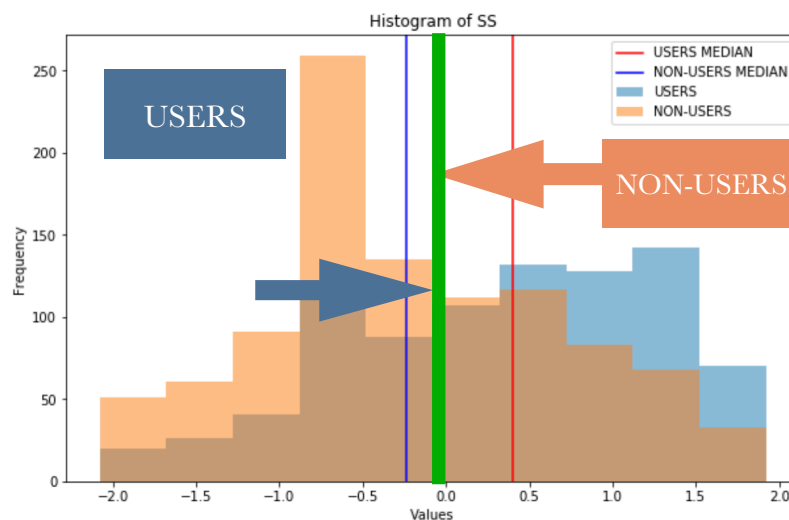 Histogram of SS
USERS MEDIAN
NON-USERS MEDIAN
USERS
NON-USERS
USERS
NON-USERS
Frequency
250
200
150
100
50
0
−2.0
−1.5
−1.0
−0.5
0.0
0.5
1.0
1.5
2.0
Values